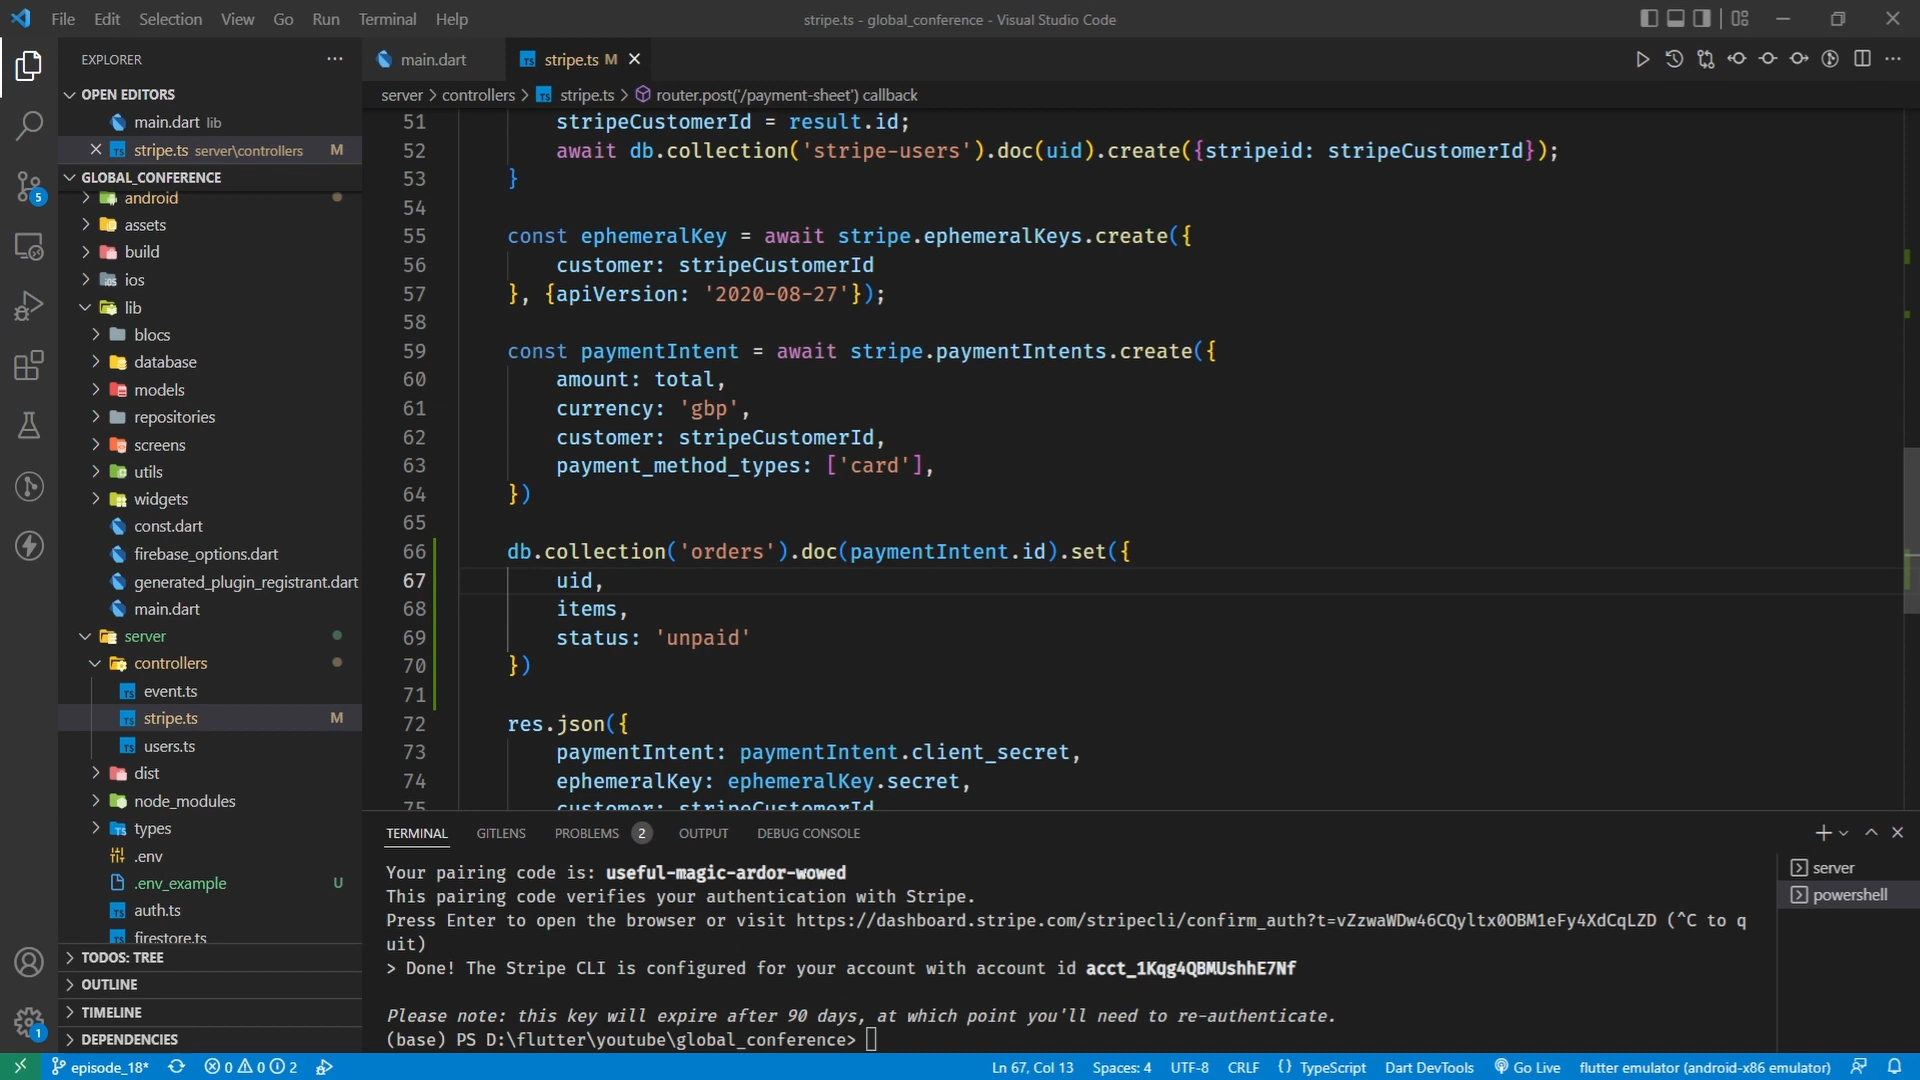 File Edit Selection View Go Run Terminal Help
stripe.ts - global_conference - Visual Studio Code
EXPLORER
OPEN EDITORS
main.dart lib
stripe.ts server\controllers M
GLOBAL_CONFERENCE
android
assets
build
ios
lib
blocs
database
models
repositories
screens
utils
widgets
const.dart
firebase_options.dart
generated_plugin_registrant.dart
main.dart
server
controllers
event.ts
stripe.ts M
users.ts
dist
node_modules
types
.env
.env_example U
auth.ts
firestore.ts
TODOS: TREE
OUTLINE
TIMELINE
DEPENDENCIES
5
1
main.dart
stripe.ts M
server > controllers > stripe.ts > router.post('/payment-sheet') callback
51 stripeCustomerId = result.id;
52 await db.collection('stripe-users').doc(uid).create({stripeid: stripeCustomerId});
53 }
54
55 const ephemeralKey = await stripe.ephemeralKeys.create({
56 customer: stripeCustomerId
57 }, {apiVersion: '2020-08-27'});
58
59 const paymentIntent = await stripe.paymentIntents.create({
60 amount: total,
61 currency: 'gbp',
62 customer: stripeCustomerId,
63 payment_method_types: ['card'],
64 })
65
66 db.collection('orders').doc(paymentIntent.id).set({
67 uid,
68 items,
69 status: 'unpaid'
70 })
71
72 res.json({
73 paymentIntent: paymentIntent.client_secret,
74 ephemeralKey: ephemeralKey.secret,
75 customer: stripeCustomerId
TERMINAL GITLENS PROBLEMS 2 OUTPUT DEBUG CONSOLE
Your pairing code is: useful-magic-ardor-wowed
This pairing code verifies your authentication with Stripe.
Press Enter to open the browser or visit https://dashboard.stripe.com/stripecli/confirm_auth?t=vZzwaWDw46CQyltx0OBM1eFy4XdCqLZD (^C to q
uit)
> Done! The Stripe CLI is configured for your account with account id acct_1Kqg4QBMUshhE7Nf
Please note: this key will expire after 90 days, at which point you'll need to re-authenticate.
(base) PS D:\flutter\youtube\global_conference>
server
powershell
episode_18* 0 0 2
Ln 67, Col 13 Spaces: 4 UTF-8 CRLF {} TypeScript Dart DevTools Go Live flutter emulator (android-x86 emulator)